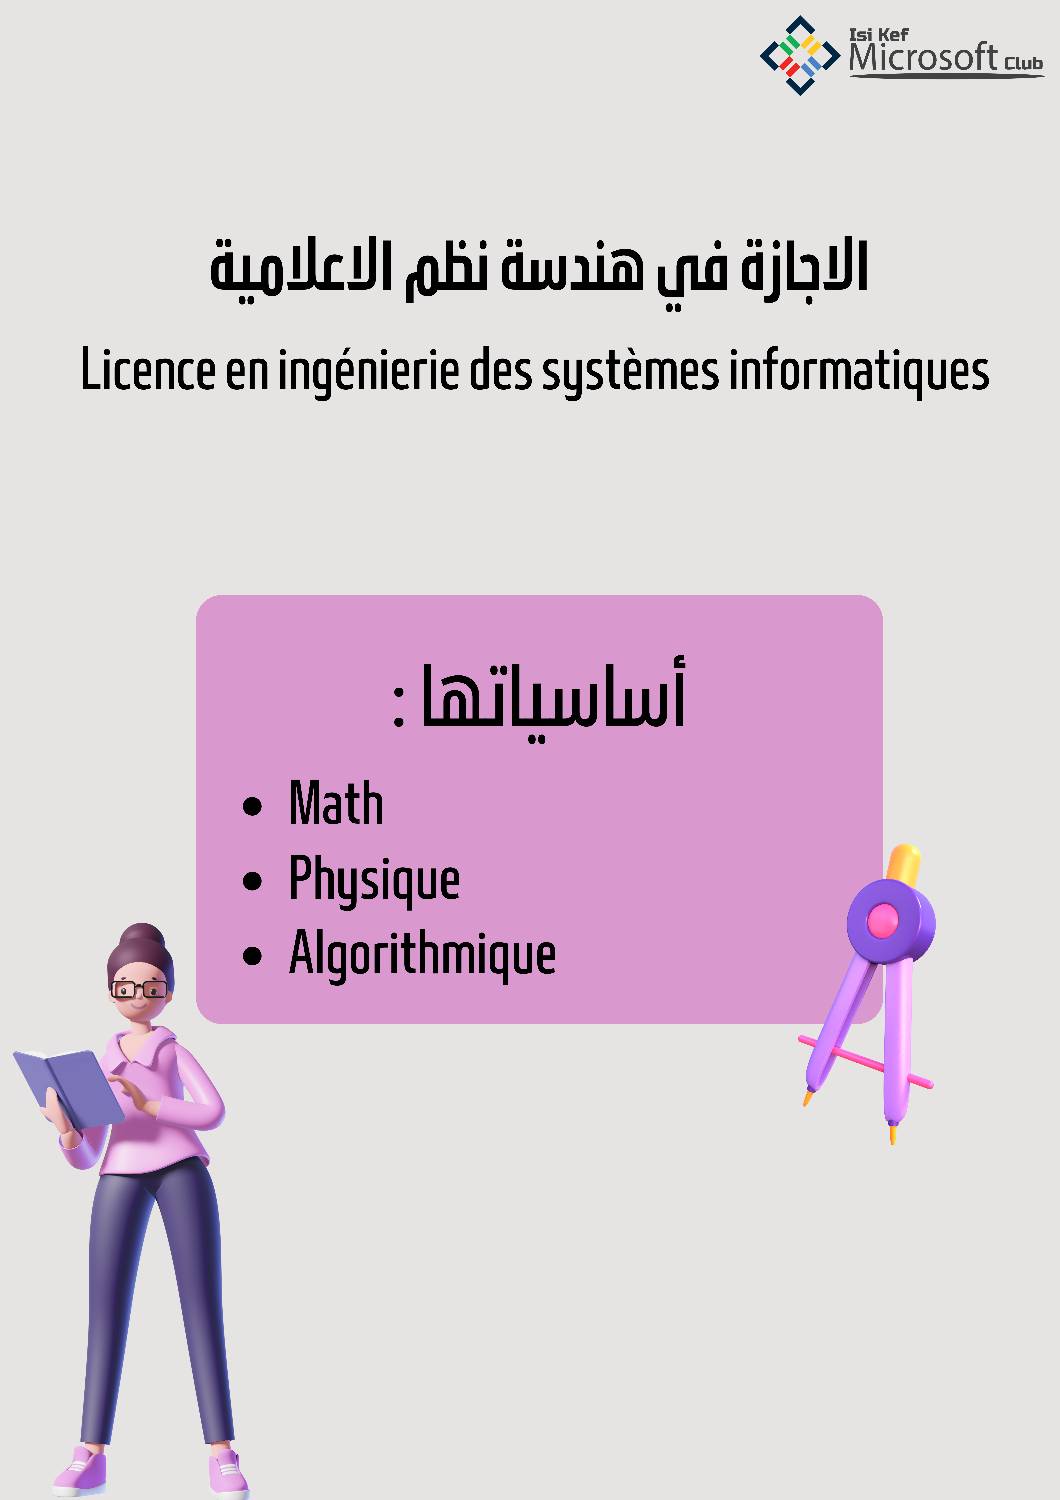 Isi Kef
Microsoft Club
الاجازة في هندسة نظم الاعلامية
Licence en ingénierie des systèmes informatiques
أساسياتها :
• Math
• Physique
• Algorithmique